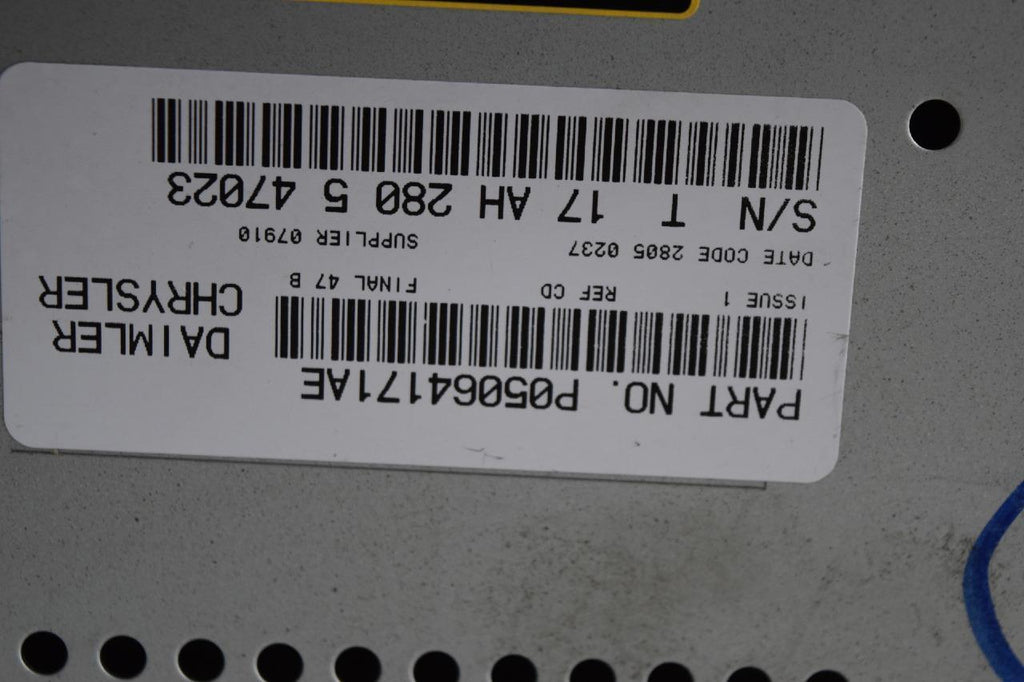 PART NO. P05064171AE
DAIMLER
CHRYSLER
ISSUE 1 REF CD FINAL 47 B
DATE CODE 2805 0237 SUPPLIER 07910
S/N T 17 AH 280 5 47023